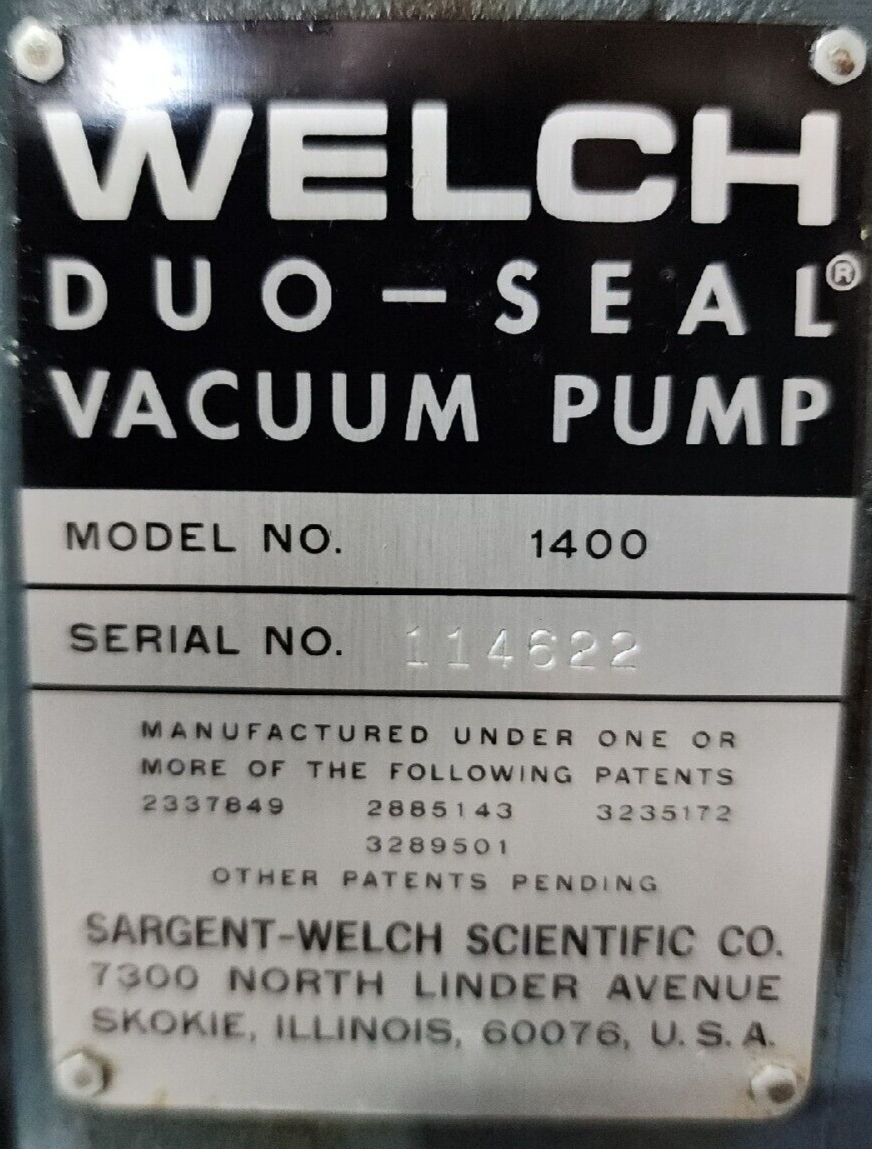 WELCH
DUO-SEAL®
VACUUM PUMP
MODEL NO. 1400
SERIAL NO. 114622
MANUFACTURED UNDER ONE OR
MORE OF THE FOLLOWING PATENTS
2337849 2885143 3235172
3289501
OTHER PATENTS PENDING
SARGENT-WELCH SCIENTIFIC CO.
7300 NORTH LINDER AVENUE
SKOKIE, ILLINOIS, 60076, U.S.A.